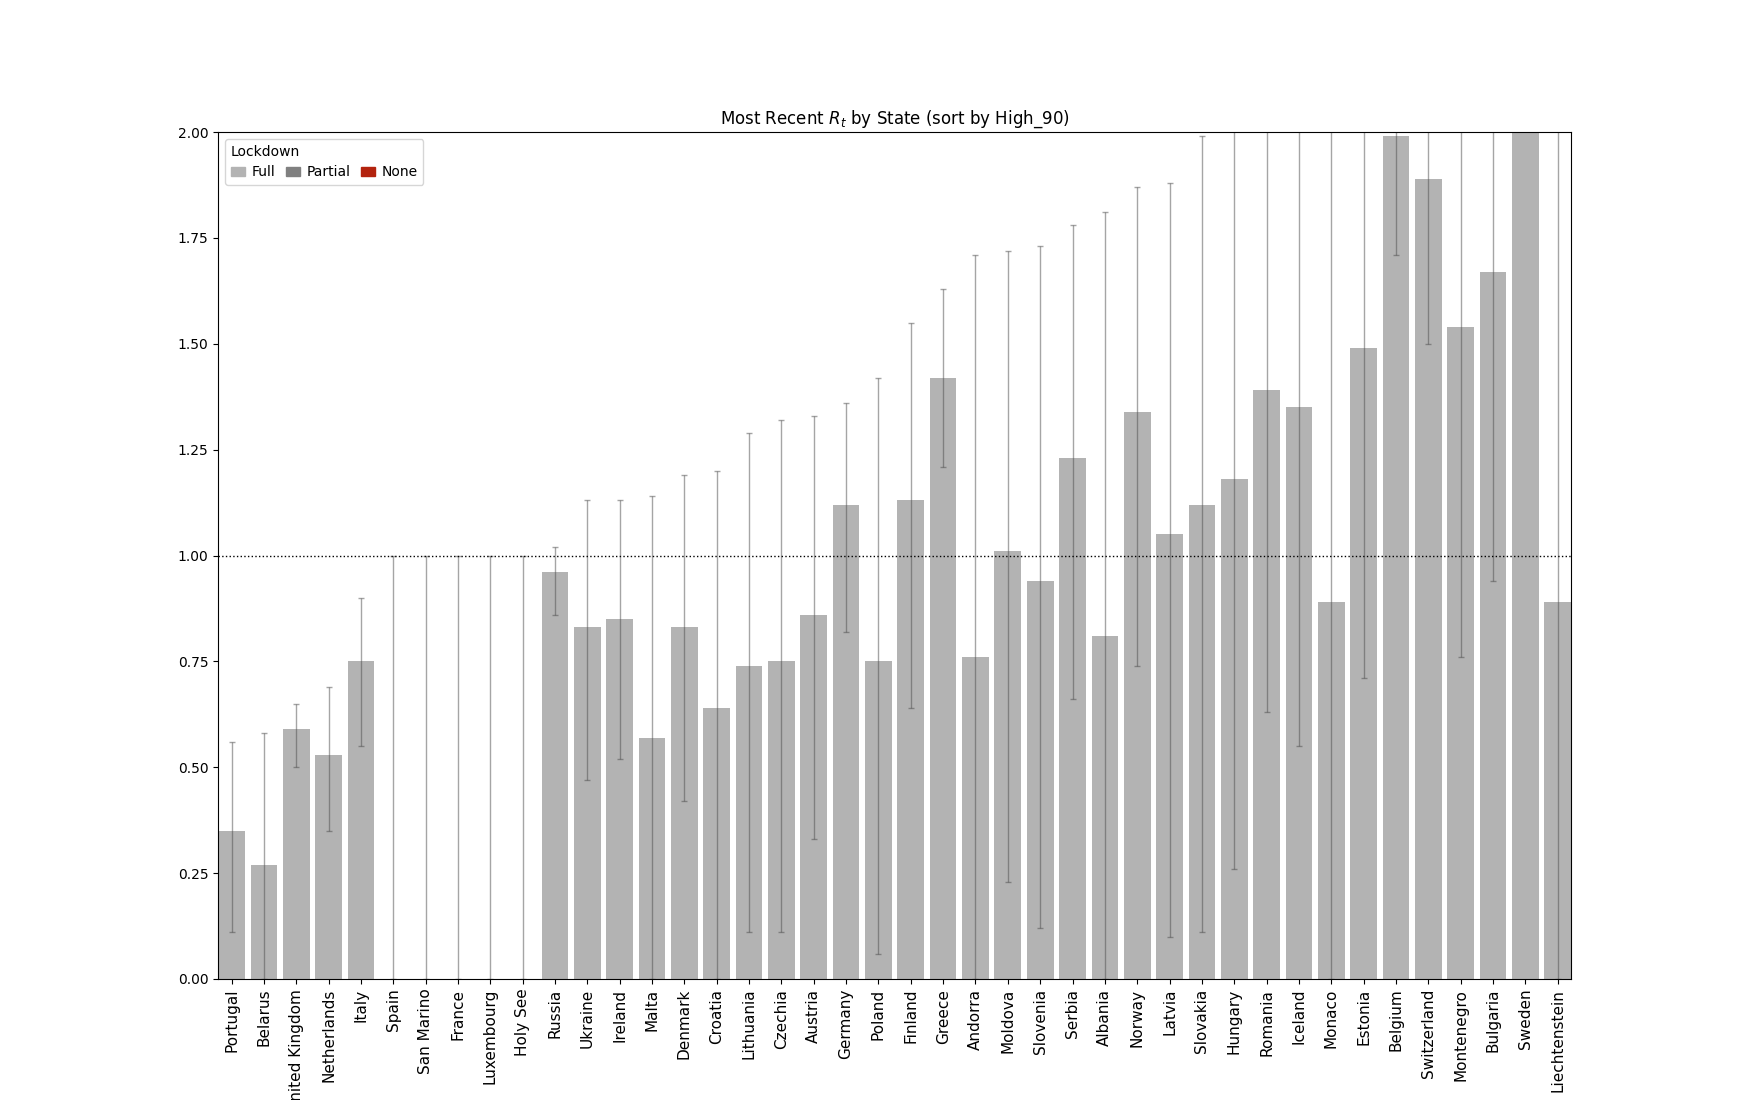 Most Recent R_t by State (sort by High_90)
Lockdown
Full Partial None
2.00
1.75
1.50
1.25
1.00
0.75
0.50
0.25
0.00
Portugal
Belarus
nited Kingdom
Netherlands
Italy
Spain
San Marino
France
Luxembourg
Holy See
Russia
Ukraine
Ireland
Malta
Denmark
Croatia
Lithuania
Czechia
Austria
Germany
Poland
Finland
Greece
Andorra
Moldova
Slovenia
Serbia
Albania
Norway
Latvia
Slovakia
Hungary
Romania
Iceland
Monaco
Estonia
Belgium
Switzerland
Montenegro
Bulgaria
Sweden
Liechtenstein